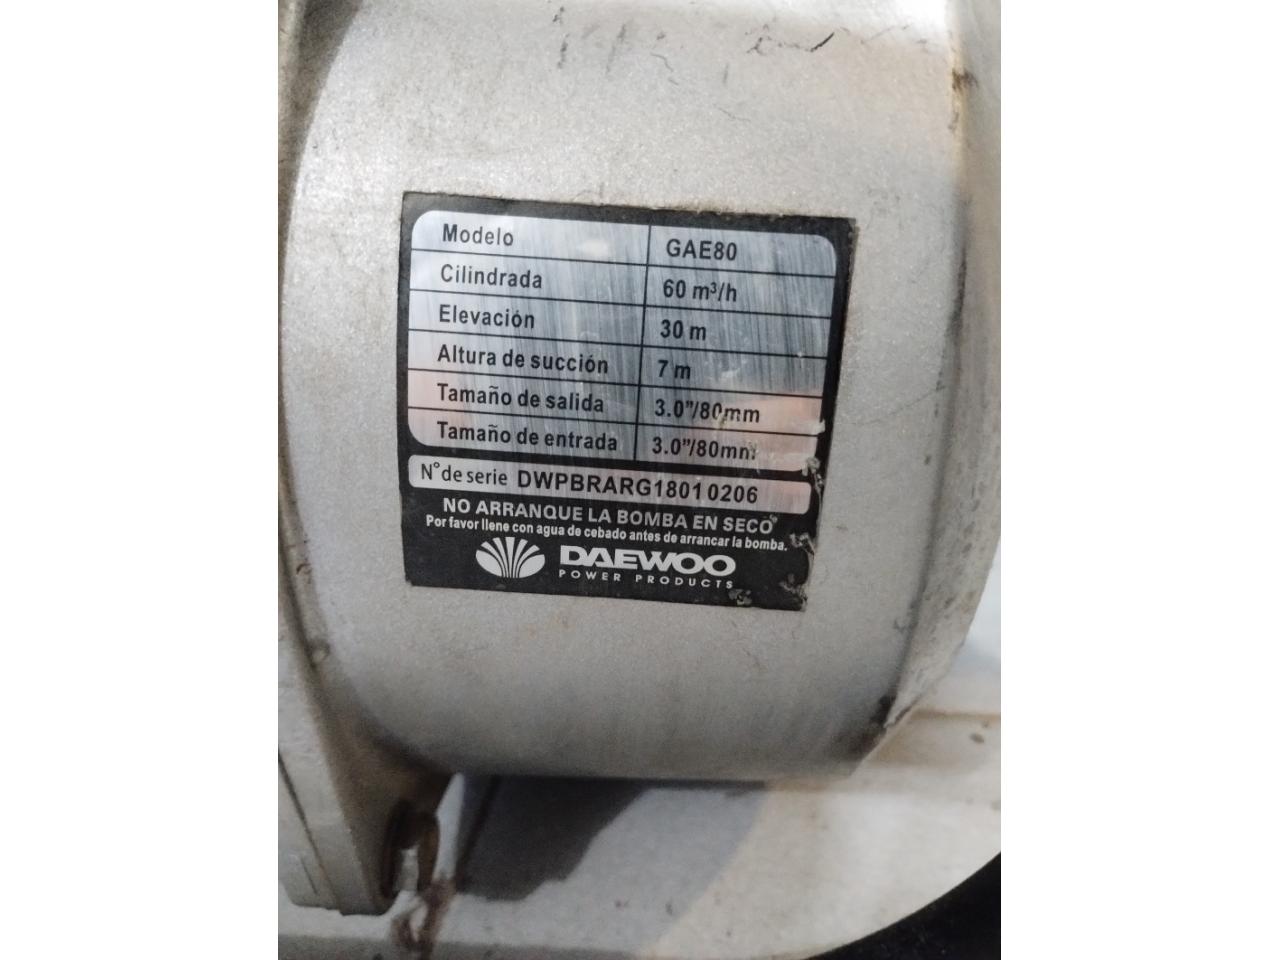 Modelo GAE80
Cilindrada 60 m³/h
Elevación 30 m
Altura de succión 7 m
Tamaño de salida 3.0"/80mm
Tamaño de entrada 3.0"/80mm
N° de serie DWPBRARG18010206
NO ARRANQUE LA BOMBA EN SECO
Por favor llene con agua de cebado antes de arrancar la bomba.
DAEWOO
POWER PRODUCTS